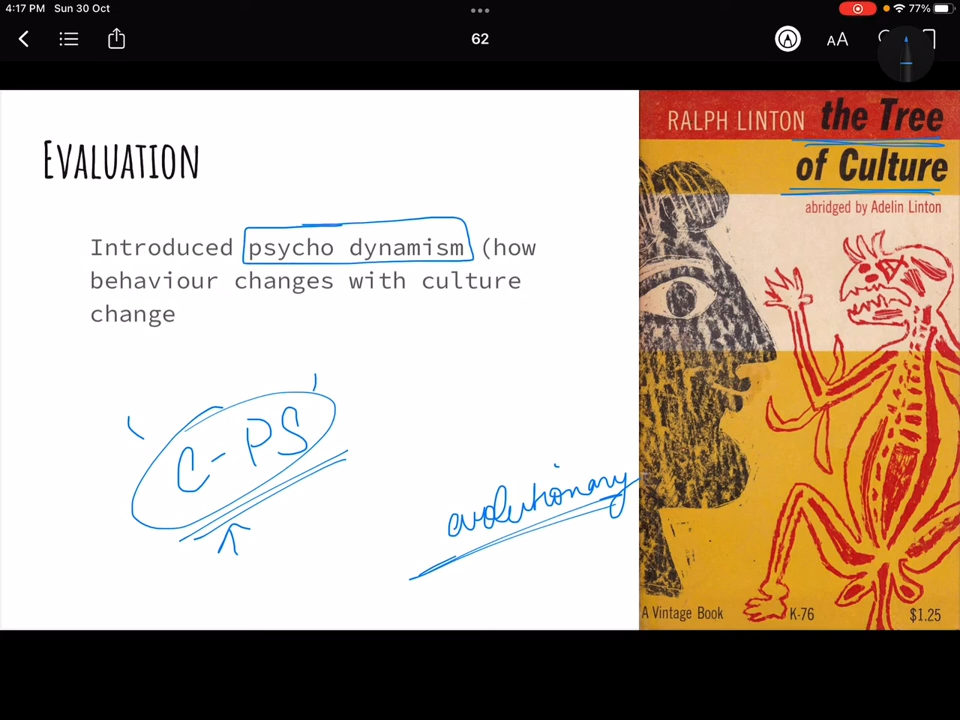 4:17 PM Sun 30 Oct
77%
62
AA
EVALUATION
Introduced psycho dynamism (how
behaviour changes with culture
change
C-PS
evolutionary
RALPH LINTON the Tree
of Culture
abridged by Adelin Linton
A Vintage Book K-76 $1.25